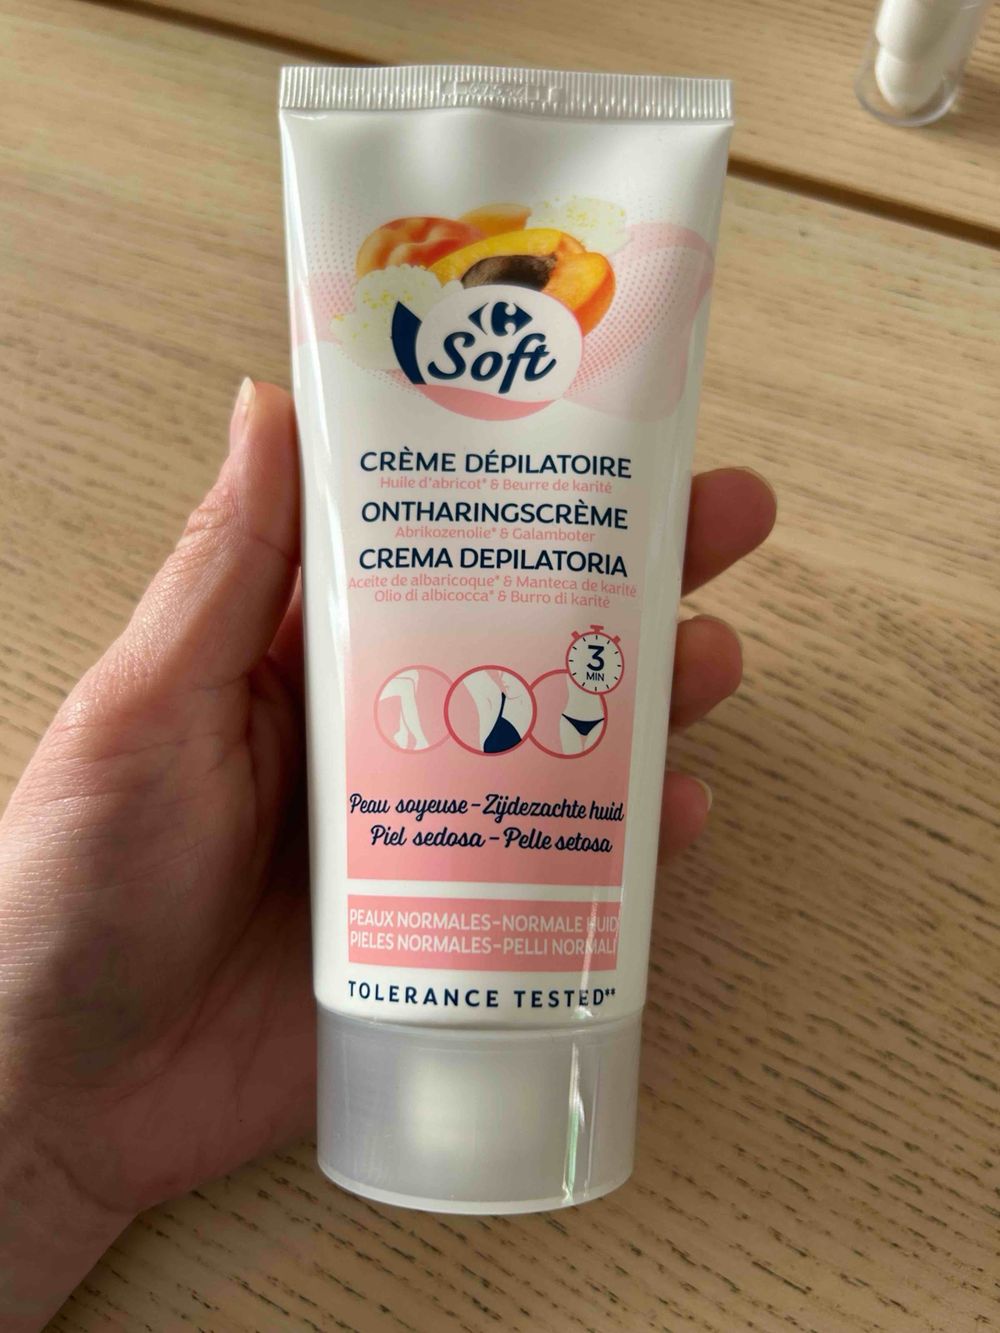 Soft
CRÈME DÉPILATOIRE
Huile d'abricot* & Beurre de karité
ONTHARINGSCRÈME
Abrikozenolie* & Galamboter
CREMA DEPILATORIA
Aceite de albaricoque* & Manteca de karité
Olio di albicocca* & Burro di karité
3
MIN
Peau soyeuse - Zijdezachte huid
Piel sedosa - Pelle setosa
PEAUX NORMALES-NORMALE HUID
PIELES NORMALES-PELLI NORMALI
TOLERANCE TESTED**